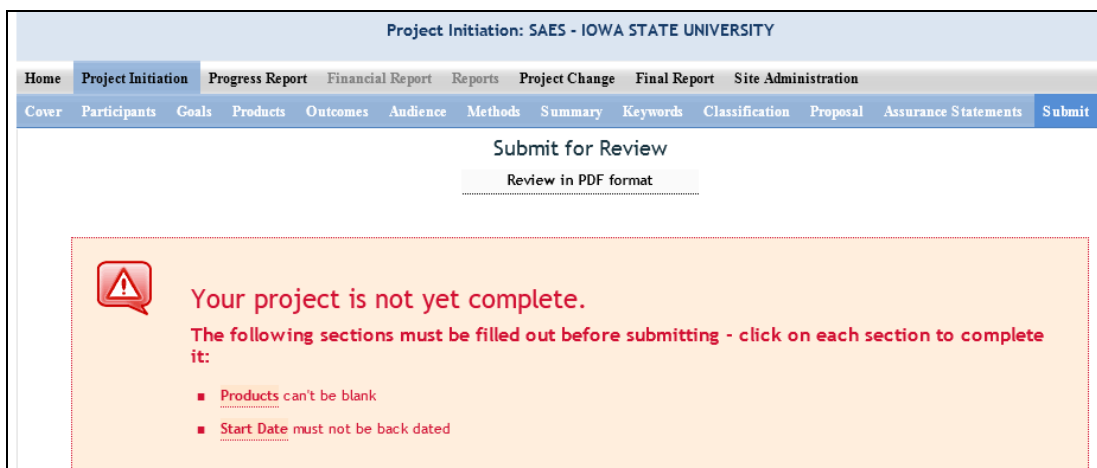 Project Initiation: SAES - IOWA STATE UNIVERSITY
Home Project Initiation Progress Report Financial Report Reports Project Change Final Report Site Administration
Cover Participants Goals Products Outcomes Audience Methods Summary Keywords Classification Proposal Assurance Statements Submit
Submit for Review
Review in PDF format
Your project is not yet complete.
The following sections must be filled out before submitting - click on each section to complete
it:
Products can't be blank
Start Date must not be back dated